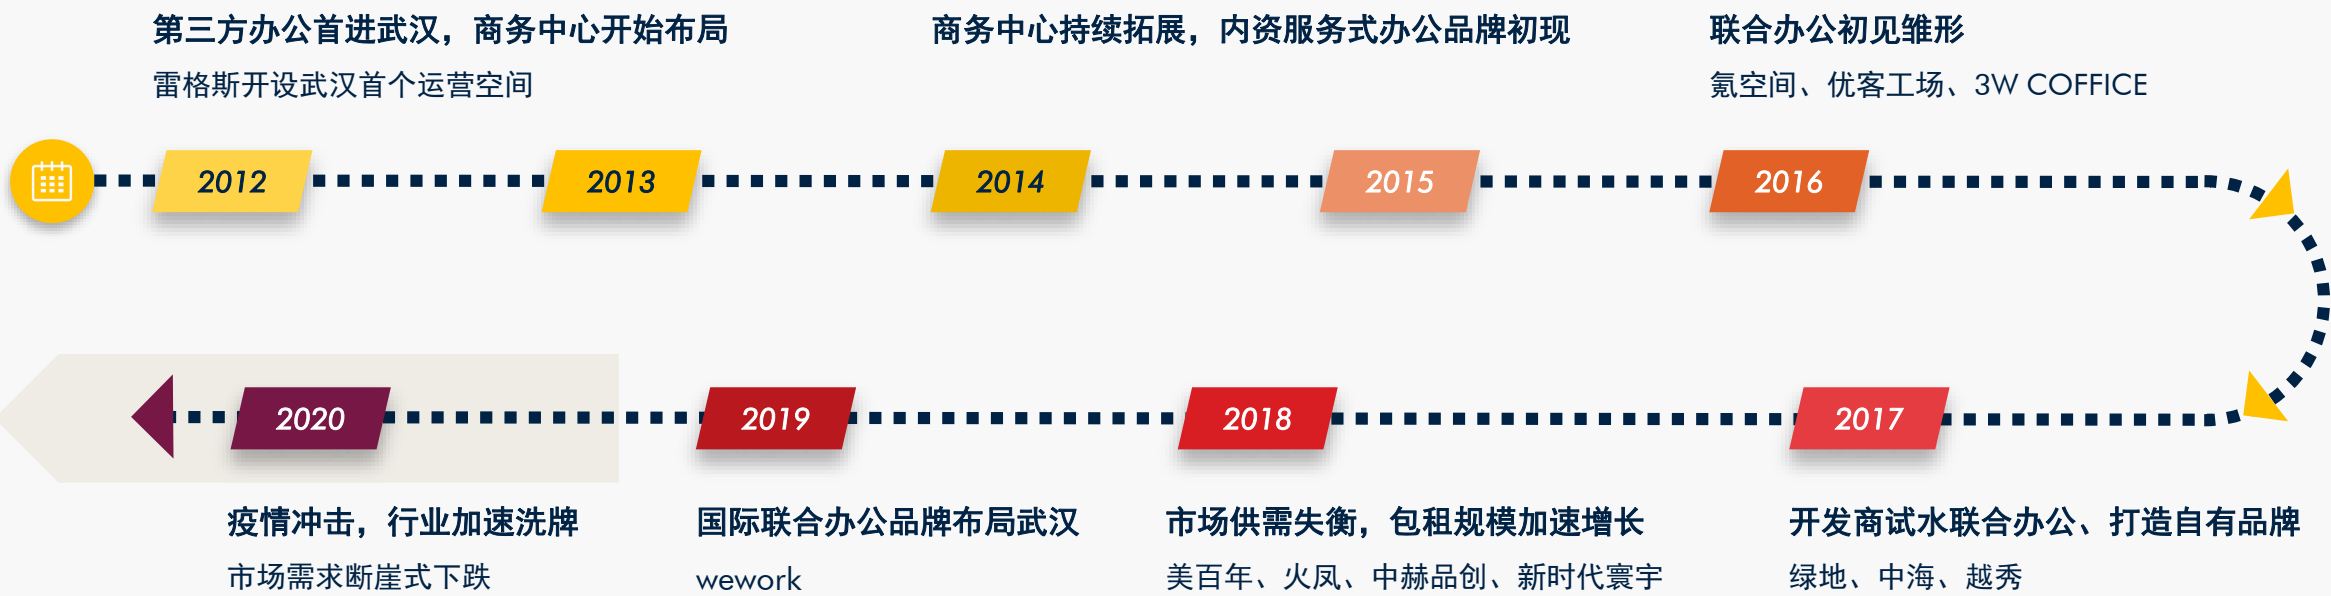 第三方办公首进武汉，商务中心开始布局
雷格斯开设武汉首个运营空间
商务中心持续拓展，内资服务式办公品牌初现
联合办公初见雏形
氪空间、优客工场、3W COFFICE
2012
2013
2014
2015
2016
2020
2019
2018
2017
疫情冲击，行业加速洗牌
市场需求断崖式下跌
国际联合办公品牌布局武汉
wework
市场供需失衡，包租规模加速增长
美百年、火凤、中赫品创、新时代寰宇
开发商试水联合办公、打造自有品牌
绿地、中海、越秀